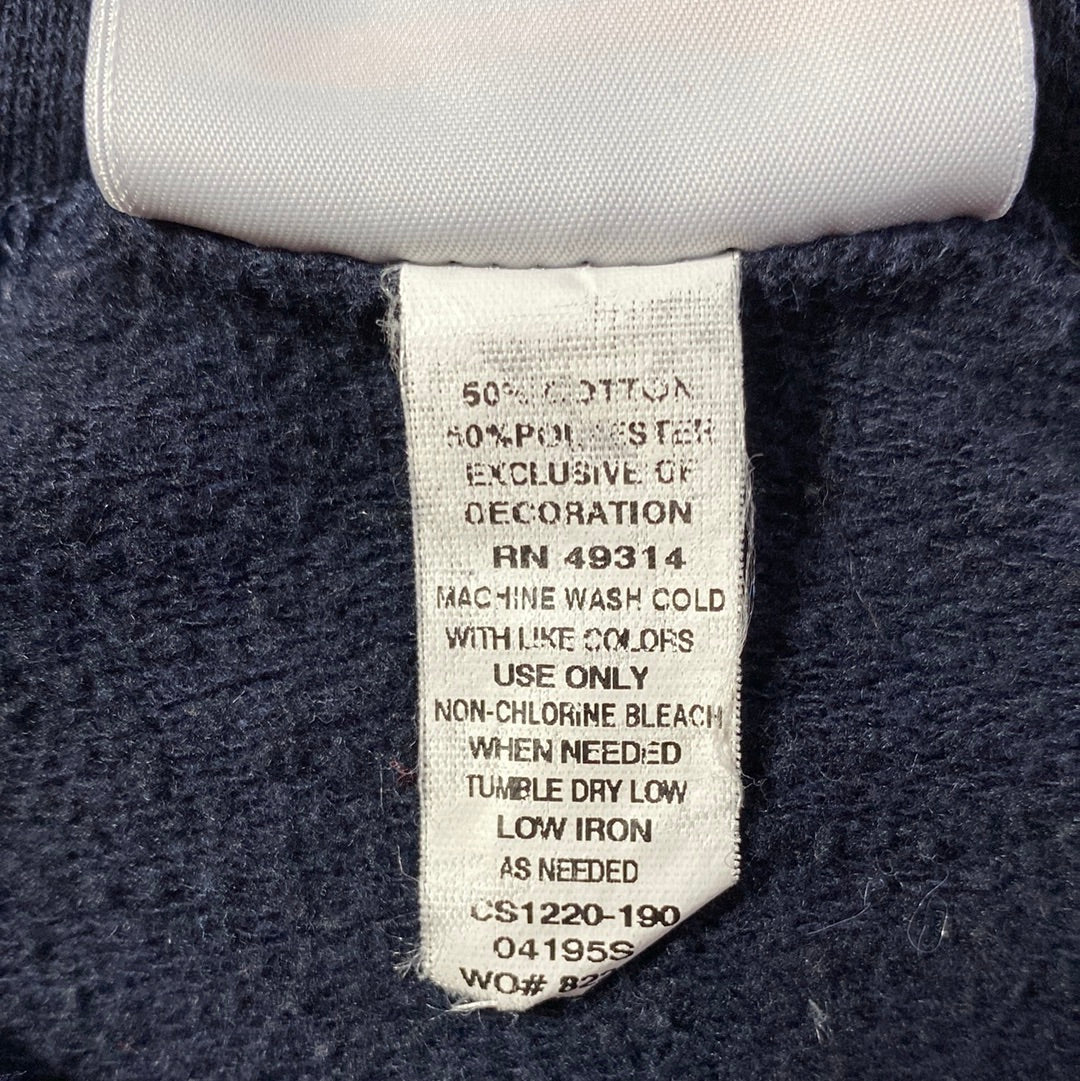 50% COTTON
50%POLYESTER
EXCLUSIVE OF
DECORATION
RN 49314
MACHINE WASH COLD
WITH LIKE COLORS
USE ONLY
NON-CHLORINE BLEACH
WHEN NEEDED
TUMBLE DRY LOW
LOW IRON
AS NEEDED
CS1220-190
04195S
WO#